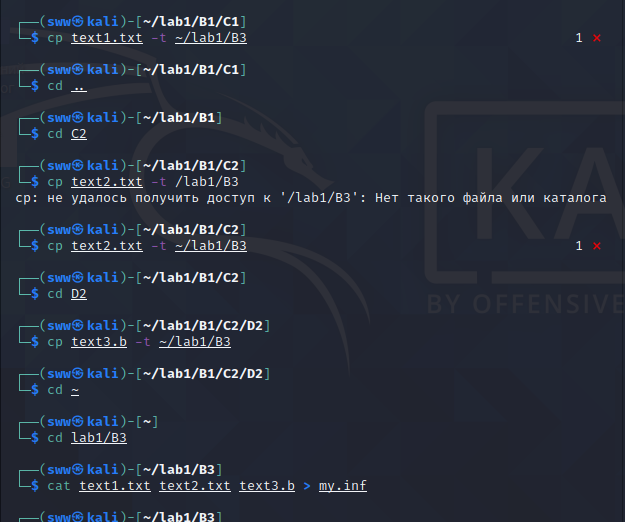 ┌──(sww㉿kali)-[~/lab1/B1/C1]
└─$ cp text1.txt -t ~/lab1/B3 1 ⨯
┌──(sww㉿kali)-[~/lab1/B1/C1]
└─$ cd ..
┌──(sww㉿kali)-[~/lab1/B1]
└─$ cd C2
┌──(sww㉿kali)-[~/lab1/B1/C2]
└─$ cp text2.txt -t /lab1/B3
cp: не удалось получить доступ к '/lab1/B3': Нет такого файла или каталога
┌──(sww㉿kali)-[~/lab1/B1/C2]
└─$ cp text2.txt -t ~/lab1/B3 1 ⨯
┌──(sww㉿kali)-[~/lab1/B1/C2]
└─$ cd D2
┌──(sww㉿kali)-[~/lab1/B1/C2/D2]
└─$ cp text3.b -t ~/lab1/B3
┌──(sww㉿kali)-[~/lab1/B1/C2/D2]
└─$ cd ~
┌──(sww㉿kali)-[~]
└─$ cd lab1/B3
┌──(sww㉿kali)-[~/lab1/B3]
└─$ cat text1.txt text2.txt text3.b > my.inf
┌──(sww㉿kali)-[~/lab1/B3]
KA
BY OFFENSIVE